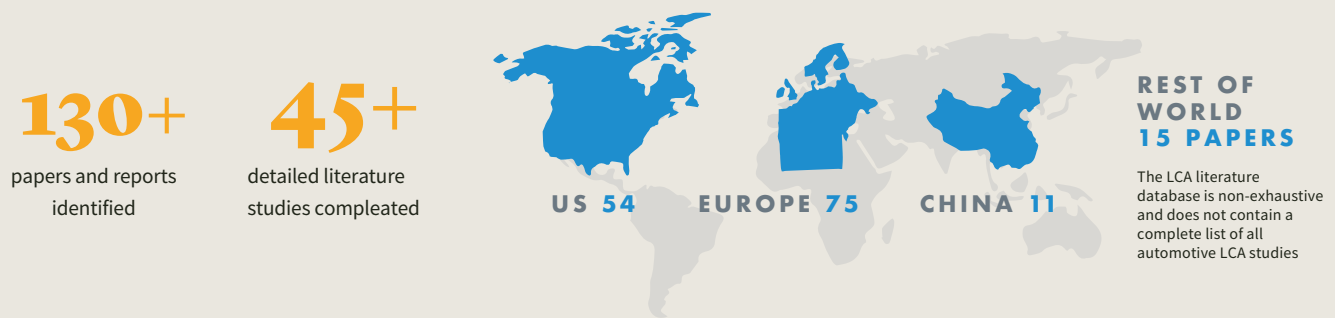 130+
papers and reports
identified
45+
detailed literature
studies compleated
US 54
EUROPE 75
CHINA 11
REST OF
WORLD
15 PAPERS
The LCA literature
database is non-exhaustive
and does not contain a
complete list of all
automotive LCA studies